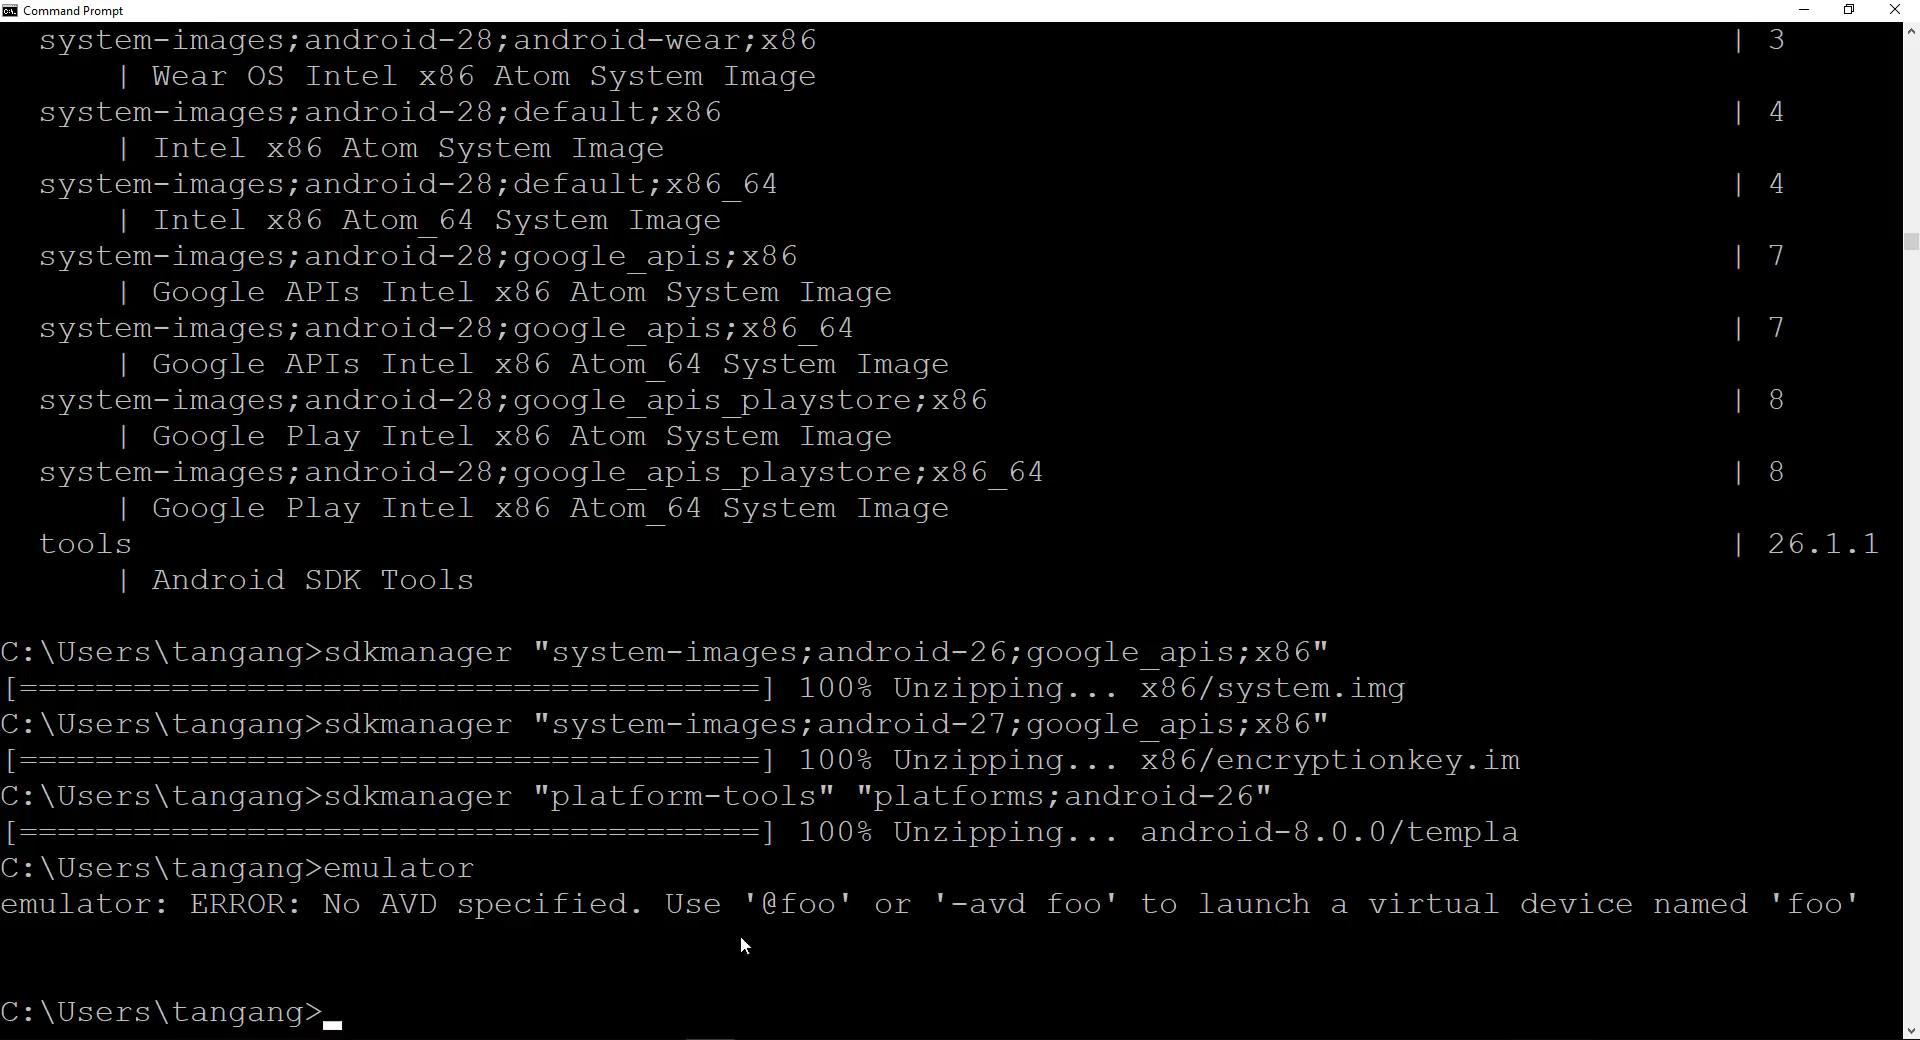 Command Prompt
system-images;android-28;android-wear;x86 | 3
| Wear OS Intel x86 Atom System Image
system-images;android-28;default;x86 | 4
| Intel x86 Atom System Image
system-images;android-28;default;x86_64 | 4
| Intel x86 Atom_64 System Image
system-images;android-28;google_apis;x86 | 7
| Google APIs Intel x86 Atom System Image
system-images;android-28;google_apis;x86_64 | 7
| Google APIs Intel x86 Atom_64 System Image
system-images;android-28;google_apis_playstore;x86 | 8
| Google Play Intel x86 Atom System Image
system-images;android-28;google_apis_playstore;x86_64 | 8
| Google Play Intel x86 Atom_64 System Image
tools | 26.1.1
| Android SDK Tools
C:\Users\tangang>sdkmanager "system-images;android-26;google_apis;x86"
[=======================================] 100% Unzipping... x86/system.img
C:\Users\tangang>sdkmanager "system-images;android-27;google_apis;x86"
[=======================================] 100% Unzipping... x86/encryptionkey.im
C:\Users\tangang>sdkmanager "platform-tools" "platforms;android-26"
[=======================================] 100% Unzipping... android-8.0.0/templa
C:\Users\tangang>emulator
emulator: ERROR: No AVD specified. Use '@foo' or '-avd foo' to launch a virtual device named 'foo'
C:\Users\tangang>